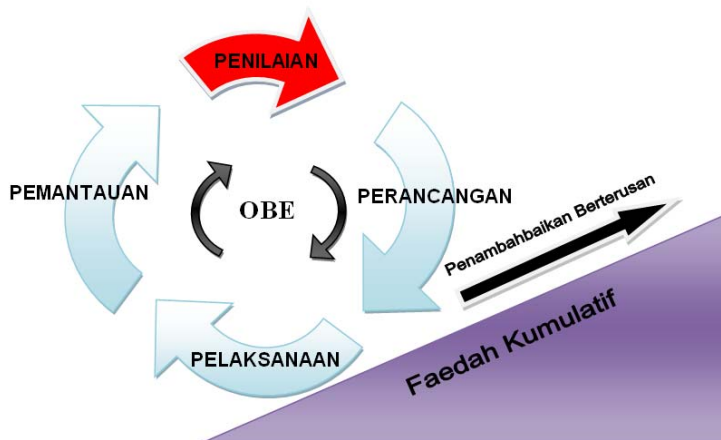 PENILAIAN
PEMANTAUAN
OBE
PERANCANGAN
Penambahbaikan Berterusan
PELAKSANAAN
Faedah Kumulatif